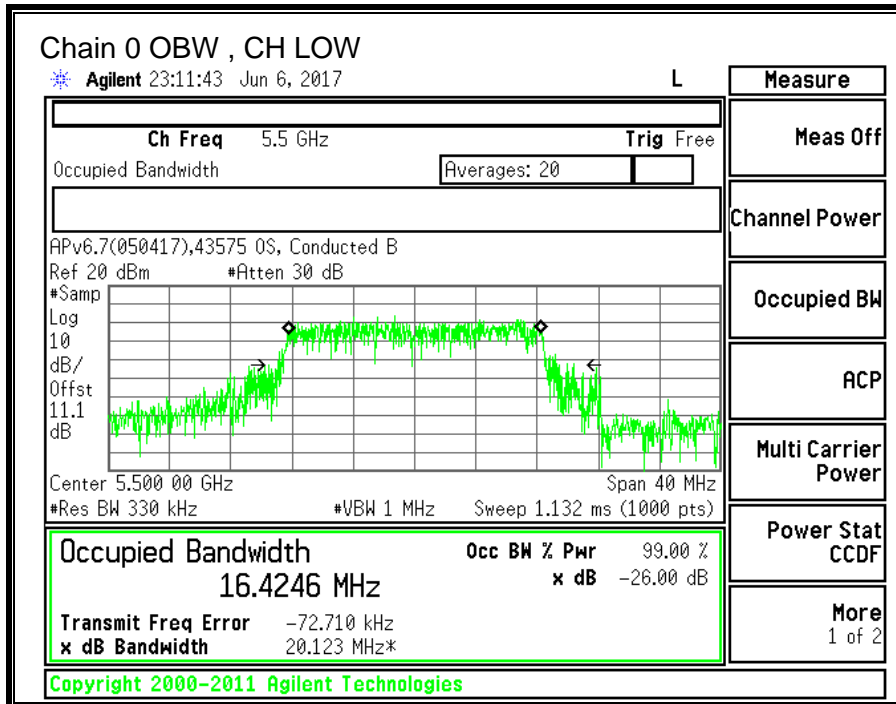 Chain 0 OBW , CH LOW
Agilent 23:11:43 Jun 6, 2017 L
Measure
Ch Freq 5.5 GHz Trig Free
Meas Off
Occupied Bandwidth Averages: 20
Channel Power
APv6.7(050417),43575 OS, Conducted B
Ref 20 dBm #Atten 30 dB
#Samp
Log
10
dB/
Offst
11.1
dB
Occupied BW
ACP
Center 5.500 00 GHz Span 40 MHz
#Res BW 330 kHz #VBW 1 MHz Sweep 1.132 ms (1000 pts)
Multi Carrier
Power
Occupied Bandwidth Occ BW % Pwr 99.00 %
16.4246 MHz x dB -26.00 dB
Power Stat
CCDF
Transmit Freq Error -72.710 kHz
x dB Bandwidth 20.123 MHz*
More
1 of 2
Copyright 2000-2011 Agilent Technologies